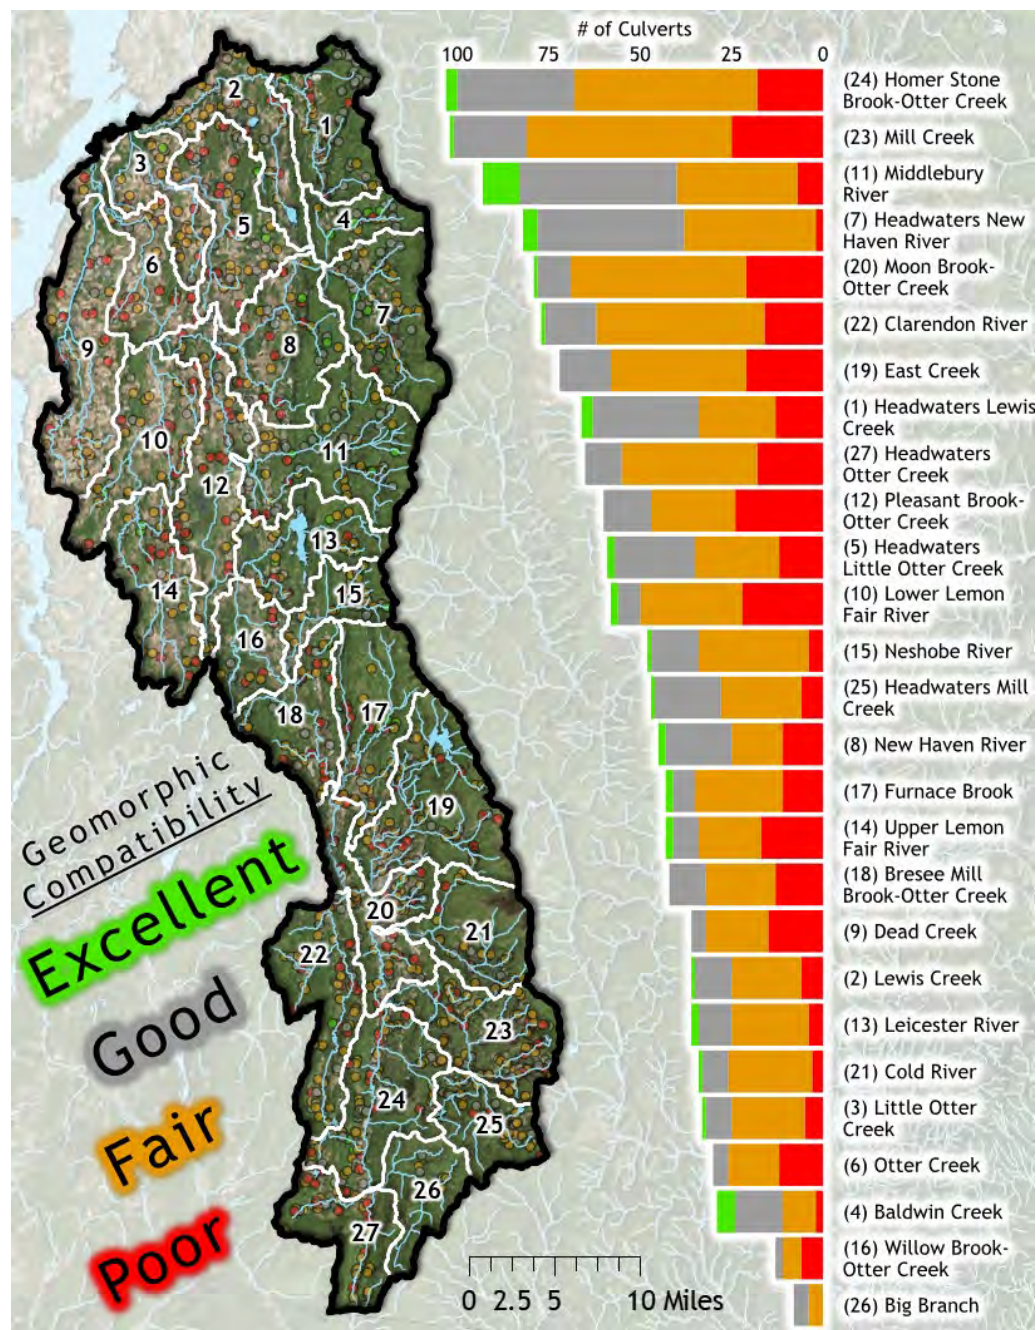 # of Culverts
100 75 50 25 0
(24) Homer Stone
Brook-Otter Creek
(23) Mill Creek
(11) Middlebury
River
(7) Headwaters New
Haven River
(20) Moon Brook-
Otter Creek
(22) Clarendon River
(19) East Creek
(1) Headwaters Lewis
Creek
(27) Headwaters
Otter Creek
(12) Pleasant Brook-
Otter Creek
(5) Headwaters
Little Otter Creek
(10) Lower Lemon
Fair River
(15) Neshobe River
(25) Headwaters Mill
Creek
(8) New Haven River
(17) Furnace Brook
(14) Upper Lemon
Fair River
(18) Bresee Mill
Brook-Otter Creek
(9) Dead Creek
(2) Lewis Creek
(13) Leicester River
(21) Cold River
(3) Little Otter
Creek
(6) Otter Creek
(4) Baldwin Creek
(16) Willow Brook-
Otter Creek
(26) Big Branch
2
1
3
4
5
6
7
8
9
10
11
12
13
14
15
16
17
18
19
20
21
22
23
24
25
26
27
Geomorphic
Compatibility
Excellent
Good
Fair
Poor
0 2.5 5 10 Miles